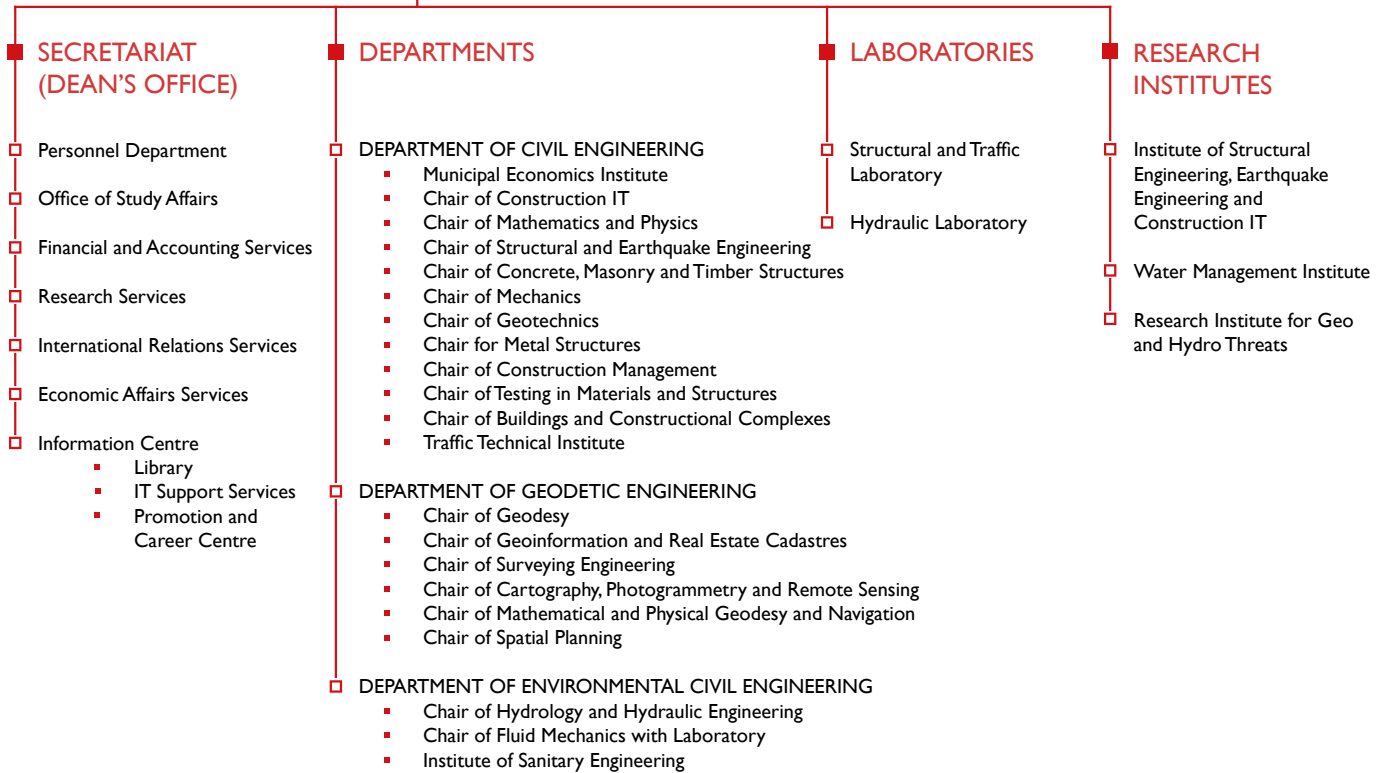 SECRETARIAT
(DEAN'S OFFICE)
Personnel Department
Office of Study Affairs
Financial and Accounting Services
Research Services
International Relations Services
Economic Affairs Services
Information Centre
Library
IT Support Services
Promotion and
Career Centre
DEPARTMENTS
DEPARTMENT OF CIVIL ENGINEERING
Municipal Economics Institute
Chair of Construction IT
Chair of Mathematics and Physics
Chair of Structural and Earthquake Engineering
Chair of Concrete, Masonry and Timber Structures
Chair of Mechanics
Chair of Geotechnics
Chair for Metal Structures
Chair of Construction Management
Chair of Testing in Materials and Structures
Chair of Buildings and Constructional Complexes
Traffic Technical Institute
DEPARTMENT OF GEODETIC ENGINEERING
Chair of Geodesy
Chair of Geoinformation and Real Estate Cadastres
Chair of Surveying Engineering
Chair of Cartography, Photogrammetry and Remote Sensing
Chair of Mathematical and Physical Geodesy and Navigation
Chair of Spatial Planning
DEPARTMENT OF ENVIRONMENTAL CIVIL ENGINEERING
Chair of Hydrology and Hydraulic Engineering
Chair of Fluid Mechanics with Laboratory
Institute of Sanitary Engineering
LABORATORIES
Structural and Traffic
Laboratory
Hydraulic Laboratory
RESEARCH
INSTITUTES
Institute of Structural
Engineering, Earthquake
Engineering and
Construction IT
Water Management Institute
Research Institute for Geo
and Hydro Threats